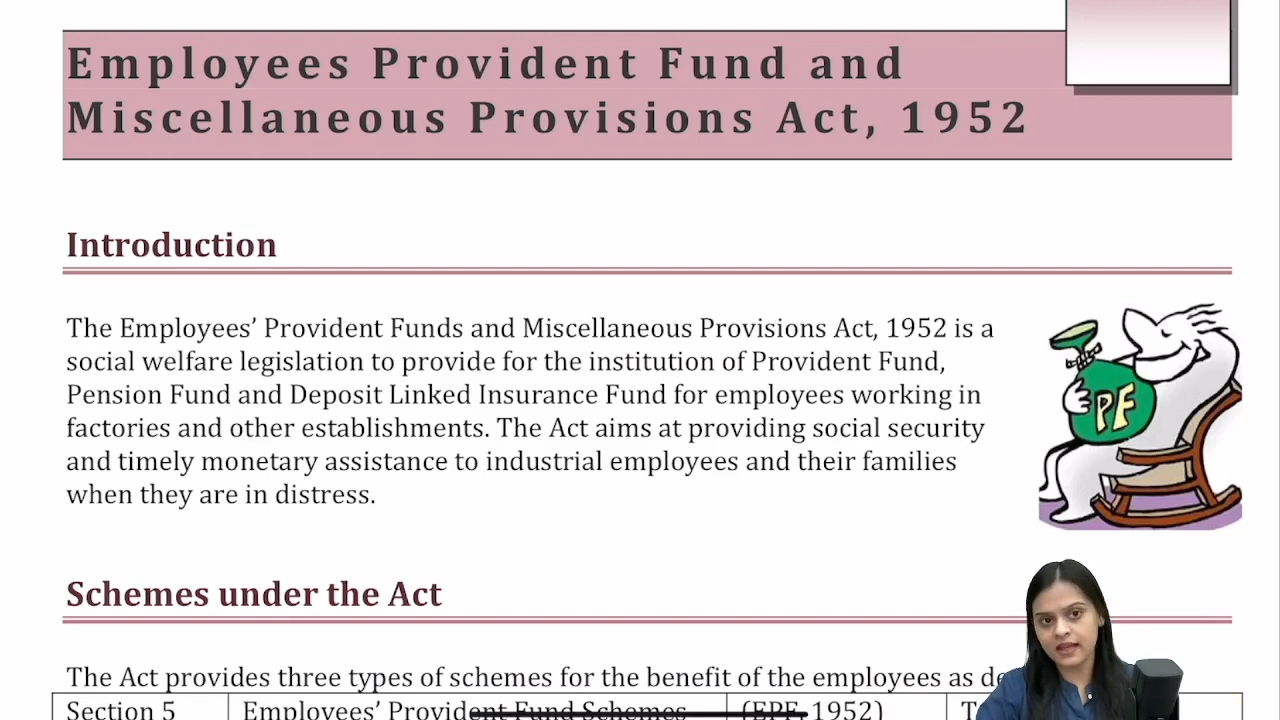 Employees Provident Fund and
Miscellaneous Provisions Act, 1952
Introduction
The Employees’ Provident Funds and Miscellaneous Provisions Act, 1952 is a
social welfare legislation to provide for the institution of Provident Fund,
Pension Fund and Deposit Linked Insurance Fund for employees working in
factories and other establishments. The Act aims at providing social security
and timely monetary assistance to industrial employees and their families
when they are in distress.
PF
Schemes under the Act
The Act provides three types of schemes for the benefit of the employees as
Section 5 Employees’ Provident Fund Schemes (EPF, 1952)